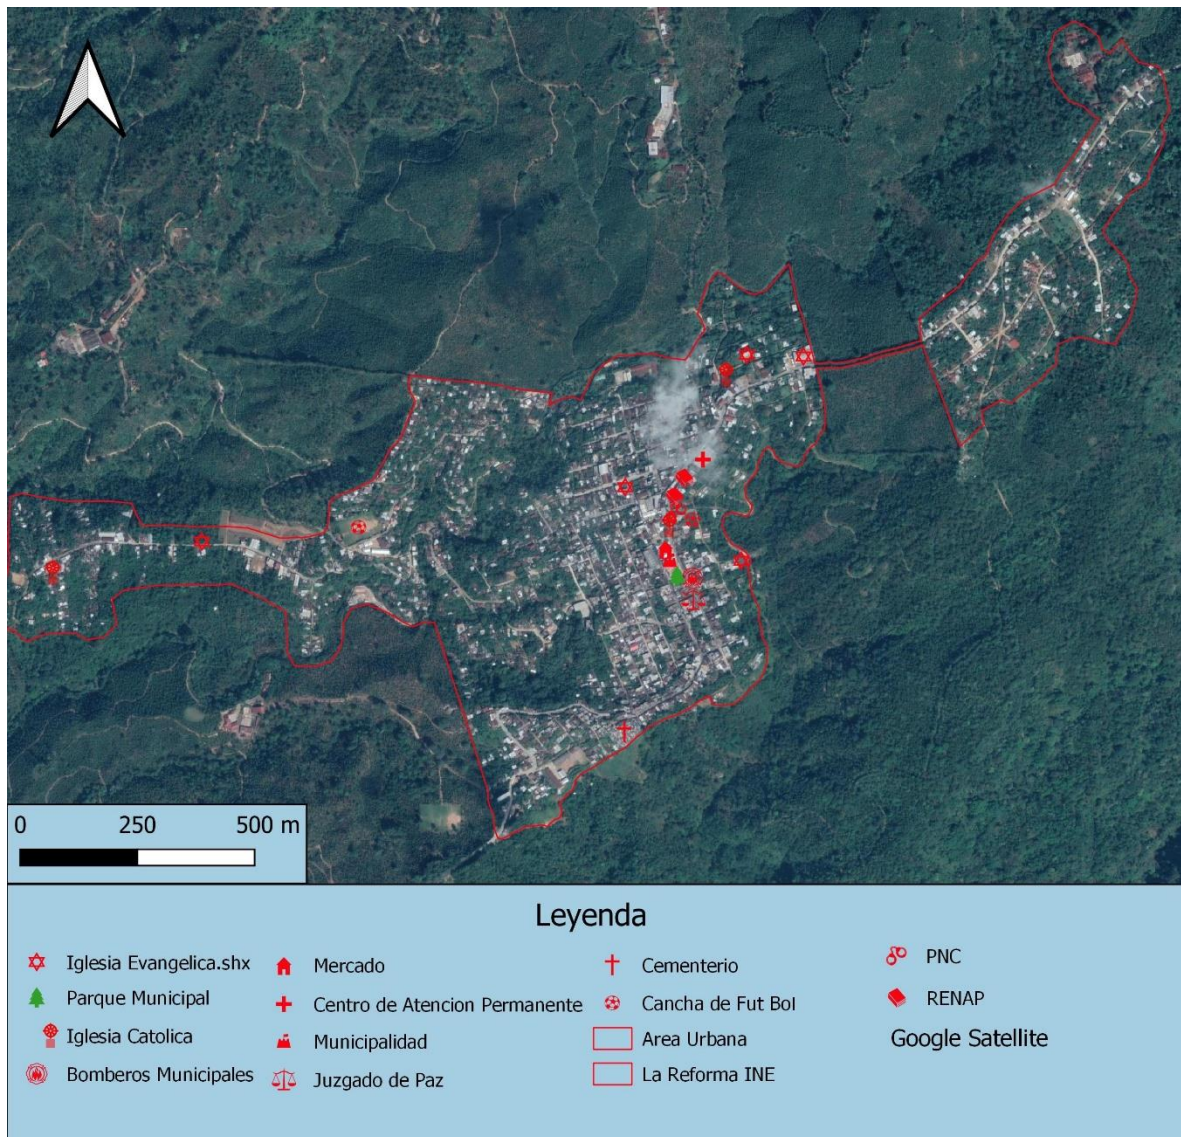 0 250 500 m
Leyenda
Iglesia Evangelica.shx
Parque Municipal
Iglesia Catolica
Bomberos Municipales
Mercado
Centro de Atencion Permanente
Municipalidad
Juzgado de Paz
Cementerio
Cancha de Fut Bol
Area Urbana
La Reforma INE
PNC
RENAP
Google Satellite